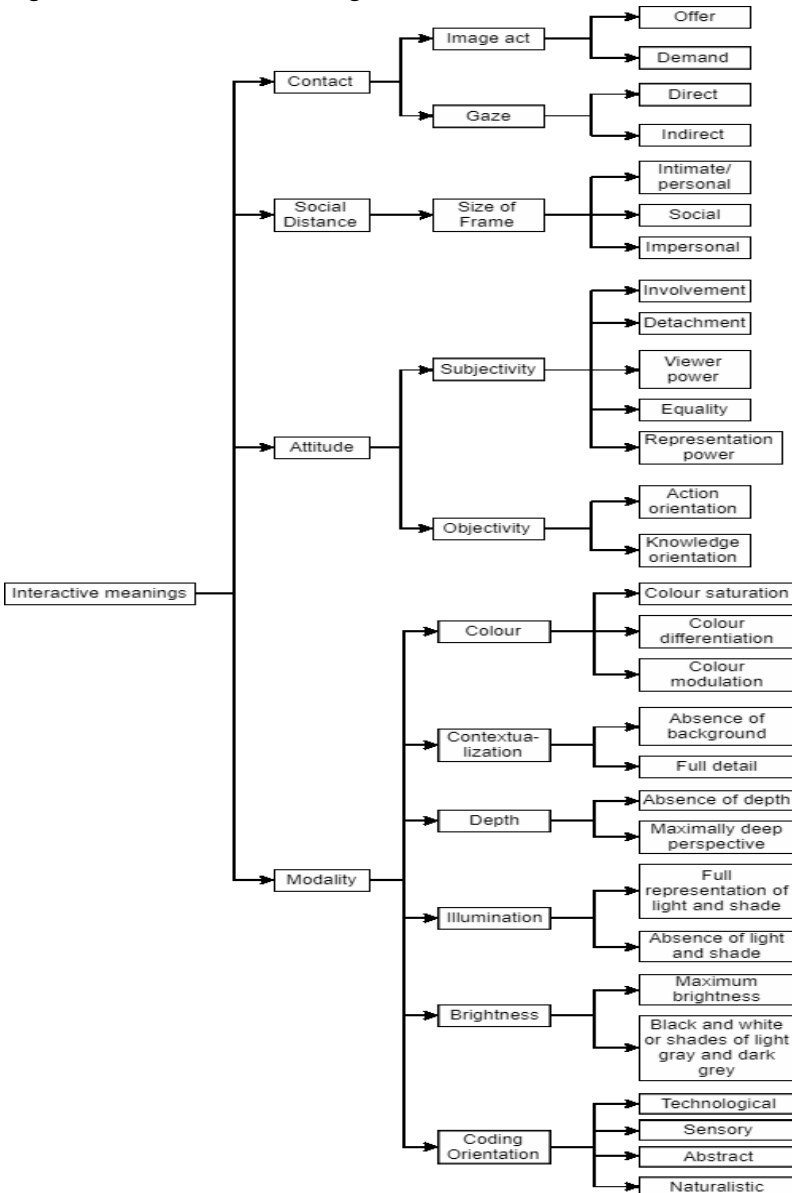 Offer
Image act
Demand
Contact
Direct
Gaze
Indirect
Intimate/
personal
Social
Distance
Size of
Frame
Social
Impersonal
Involvement
Detachment
Subjectivity
Viewer
power
Equality
Attitude
Representation
power
Action
orientation
Objectivity
Knowledge
orientation
Interactive meanings
Colour saturation
Colour
Colour
differentiation
Colour
modulation
Contextua-
lization
Absence of
background
Full detail
Absence of depth
Depth
Maximally deep
perspective
Modality
Full
representation of
light and shade
Illumination
Absence of light
and shade
Maximum
brightness
Brightness
Black and white
or shades of light
gray and dark
grey
Technological
Coding
Orientation
Sensory
Abstract
Naturalistic